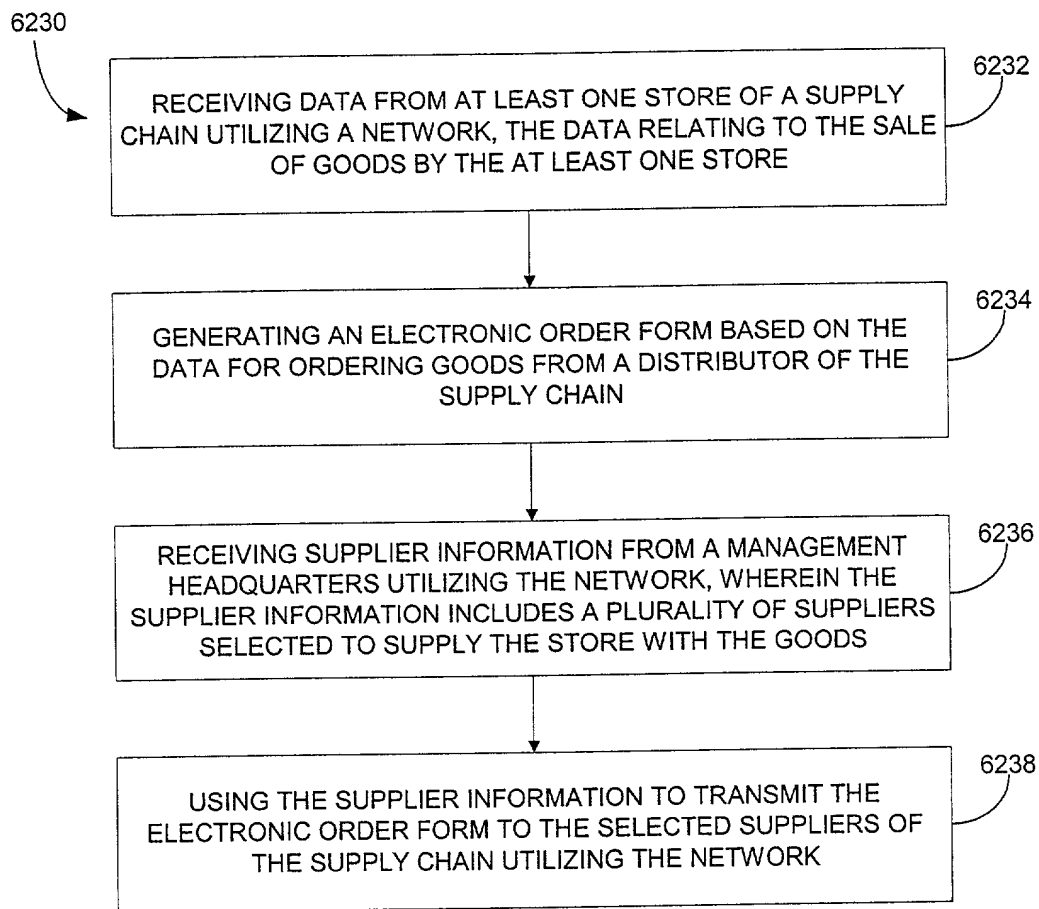 6230
6232
RECEIVING DATA FROM AT LEAST ONE STORE OF A SUPPLY
CHAIN UTILIZING A NETWORK, THE DATA RELATING TO THE SALE
OF GOODS BY THE AT LEAST ONE STORE
6234
GENERATING AN ELECTRONIC ORDER FORM BASED ON THE
DATA FOR ORDERING GOODS FROM A DISTRIBUTOR OF THE
SUPPLY CHAIN
6236
RECEIVING SUPPLIER INFORMATION FROM A MANAGEMENT
HEADQUARTERS UTILIZING THE NETWORK, WHEREIN THE
SUPPLIER INFORMATION INCLUDES A PLURALITY OF SUPPLIERS
SELECTED TO SUPPLY THE STORE WITH THE GOODS
6238
USING THE SUPPLIER INFORMATION TO TRANSMIT THE
ELECTRONIC ORDER FORM TO THE SELECTED SUPPLIERS OF
THE SUPPLY CHAIN UTILIZING THE NETWORK